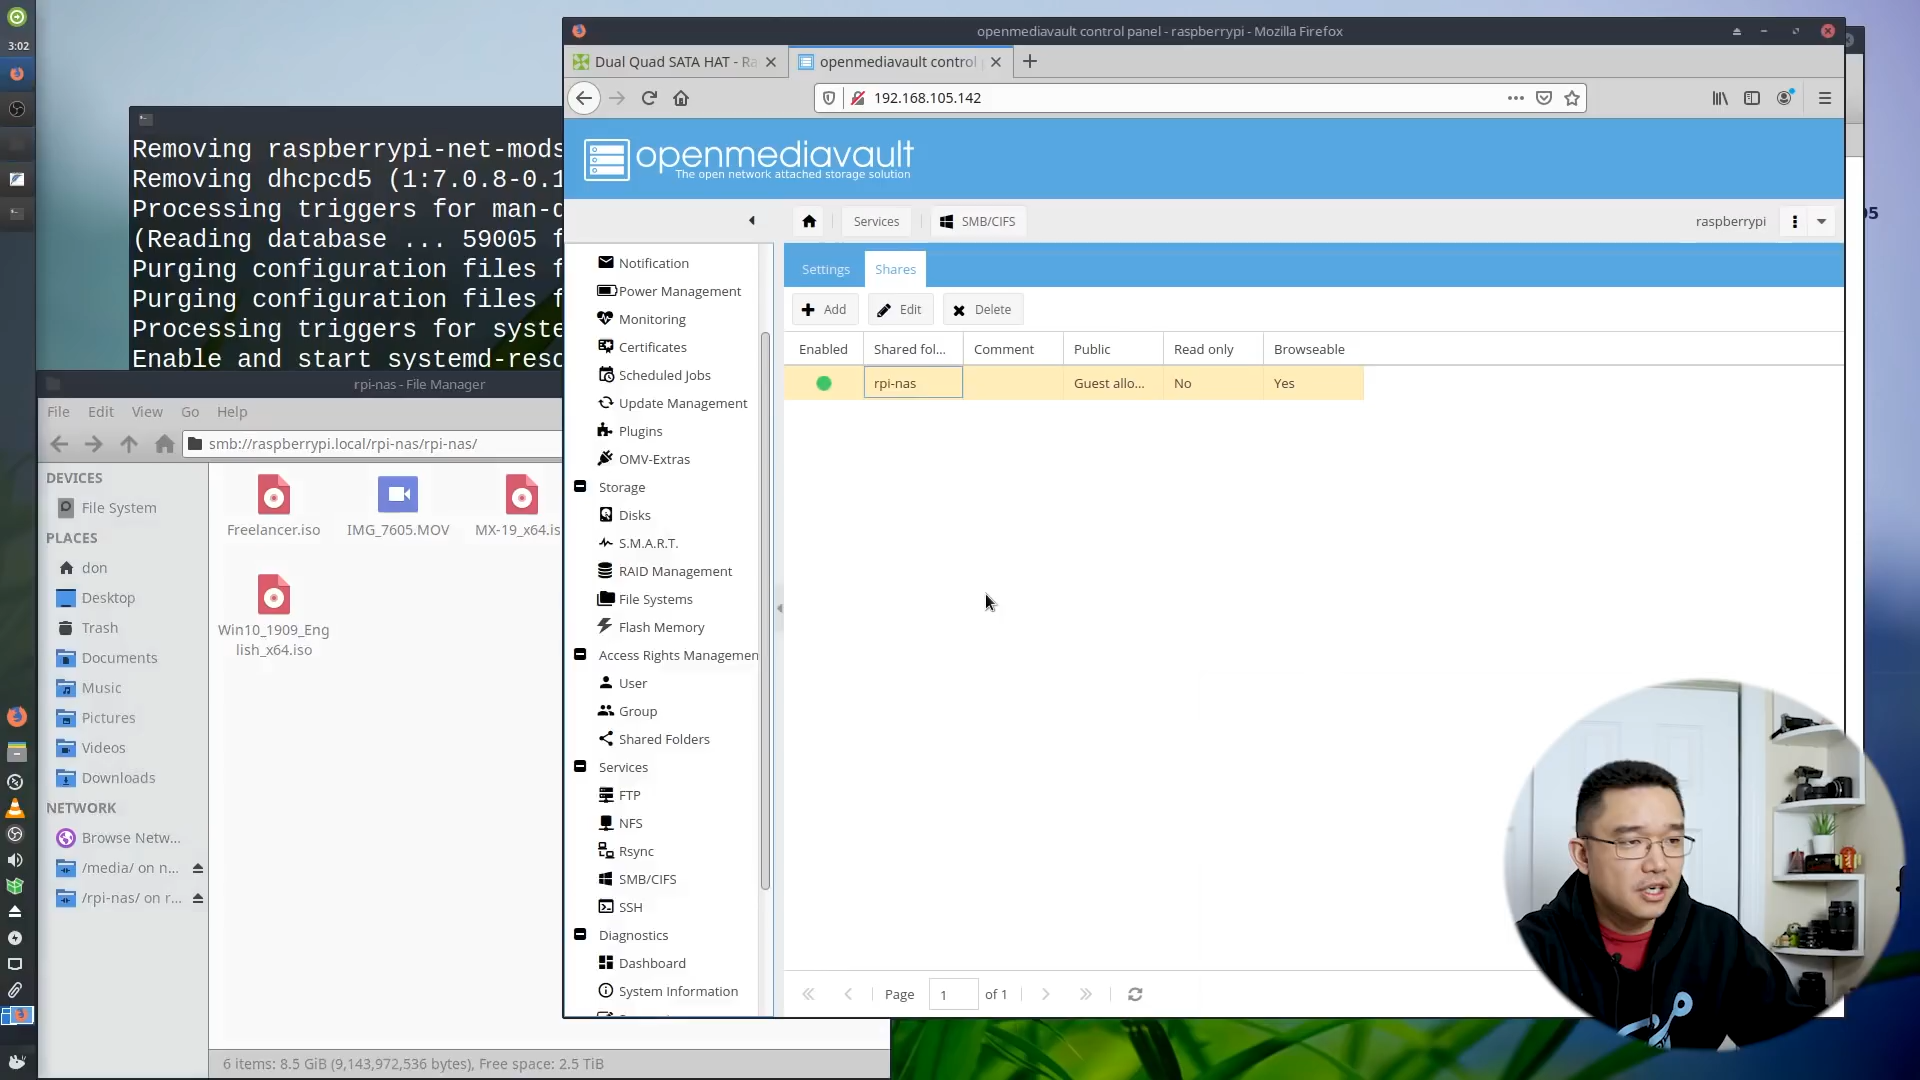 3:02
Removing raspberrypi-net-mods
Removing dhcpcd5 (1:7.0.8-0.1
Processing triggers for man-d
(Reading database ... 59005 f
Purging configuration files f
Purging configuration files f
Processing triggers for syste
Enable and start systemd-reso
rpi-nas - File Manager
File Edit View Go Help
smb://raspberrypi.local/rpi-nas/rpi-nas/
DEVICES
File System
PLACES
don
Desktop
Trash
Documents
Music
Pictures
Videos
Downloads
NETWORK
Browse Netw...
/media/ on n...
/rpi-nas/ on r...
Freelancer.iso
IMG_7605.MOV
MX-19_x64.is
Win10_1909_Eng
lish_x64.iso
6 items: 8.5 GiB (9,143,972,536 bytes), Free space: 2.5 TiB
openmediavault control panel - raspberrypi - Mozilla Firefox
Dual Quad SATA HAT - Ra
openmediavault control
192.168.105.142
openmediavault
The open network attached storage solution
Services
SMB/CIFS
raspberrypi
Notification
Power Management
Monitoring
Certificates
Scheduled Jobs
Update Management
Plugins
OMV-Extras
Storage
Disks
S.M.A.R.T.
RAID Management
File Systems
Flash Memory
Access Rights Managemen
User
Group
Shared Folders
Services
FTP
NFS
Rsync
SMB/CIFS
SSH
Diagnostics
Dashboard
System Information
Settings Shares
Add Edit Delete
Enabled Shared fol... Comment Public Read only Browseable
rpi-nas Guest allo... No Yes
Page 1 of 1